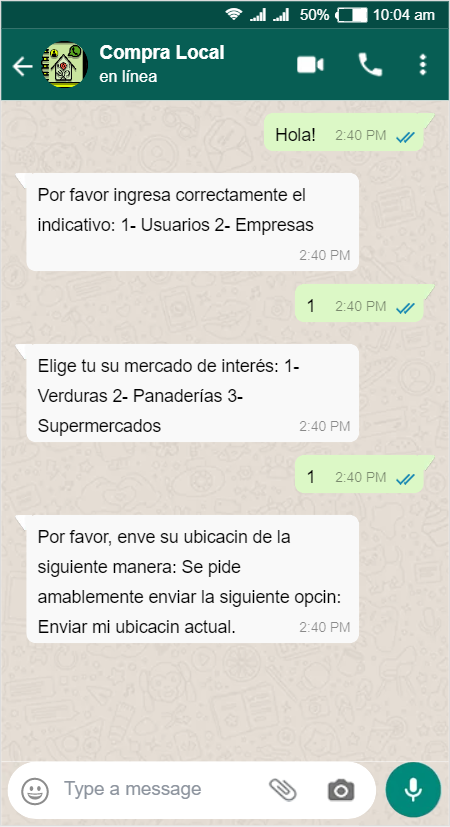 50% 10:04 am
Compra Local
en línea
Hola! 2:40 PM
Por favor ingresa correctamente el
indicativo: 1- Usuarios 2- Empresas
2:40 PM
1 2:40 PM
Elige tu su mercado de interés: 1-
Verduras 2- Panaderías 3-
Supermercados 2:40 PM
1 2:40 PM
Por favor, enve su ubicacin de la
siguiente manera: Se pide
amablemente enviar la siguiente opcin:
Enviar mi ubicacin actual. 2:40 PM
Type a message